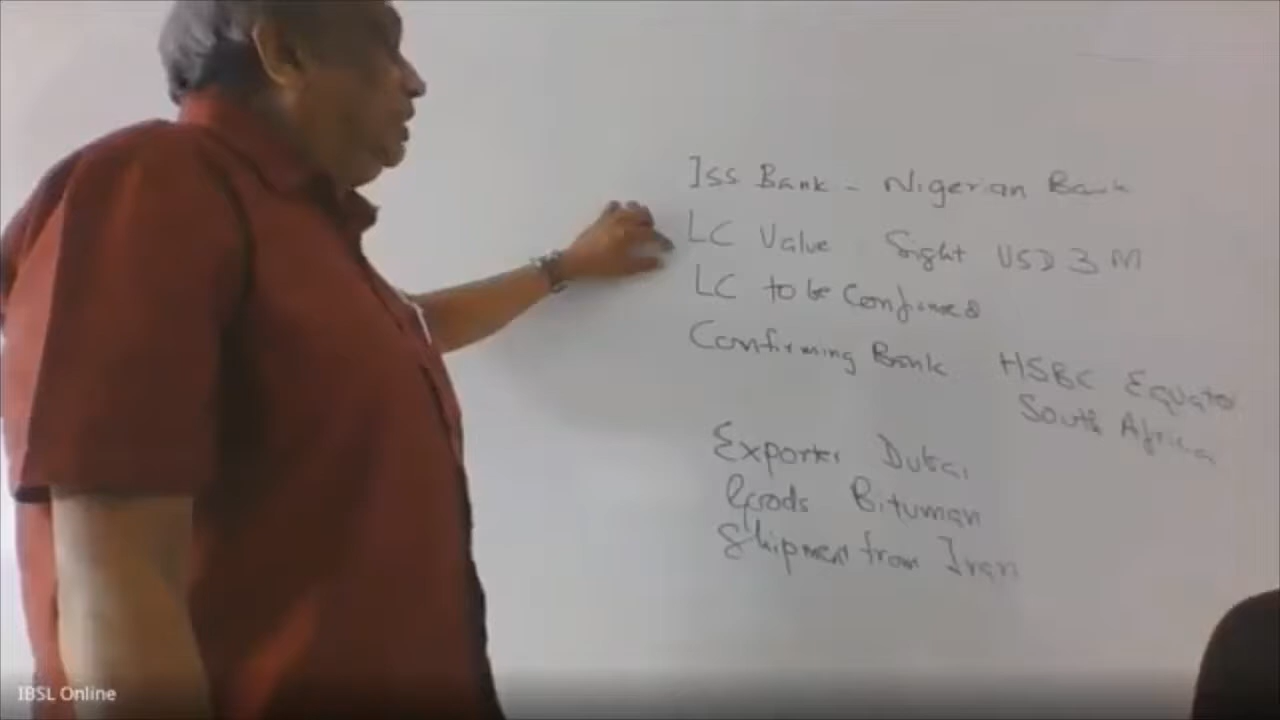 Iss Bank - Nigerian Bank
LC Value Sight USD 3 M
LC to be Confirmed
Confirming Bank HSBC Equator
South Africa
Exporter Dubai
Goods Bituman
Shipment from Iran
IBSL Online